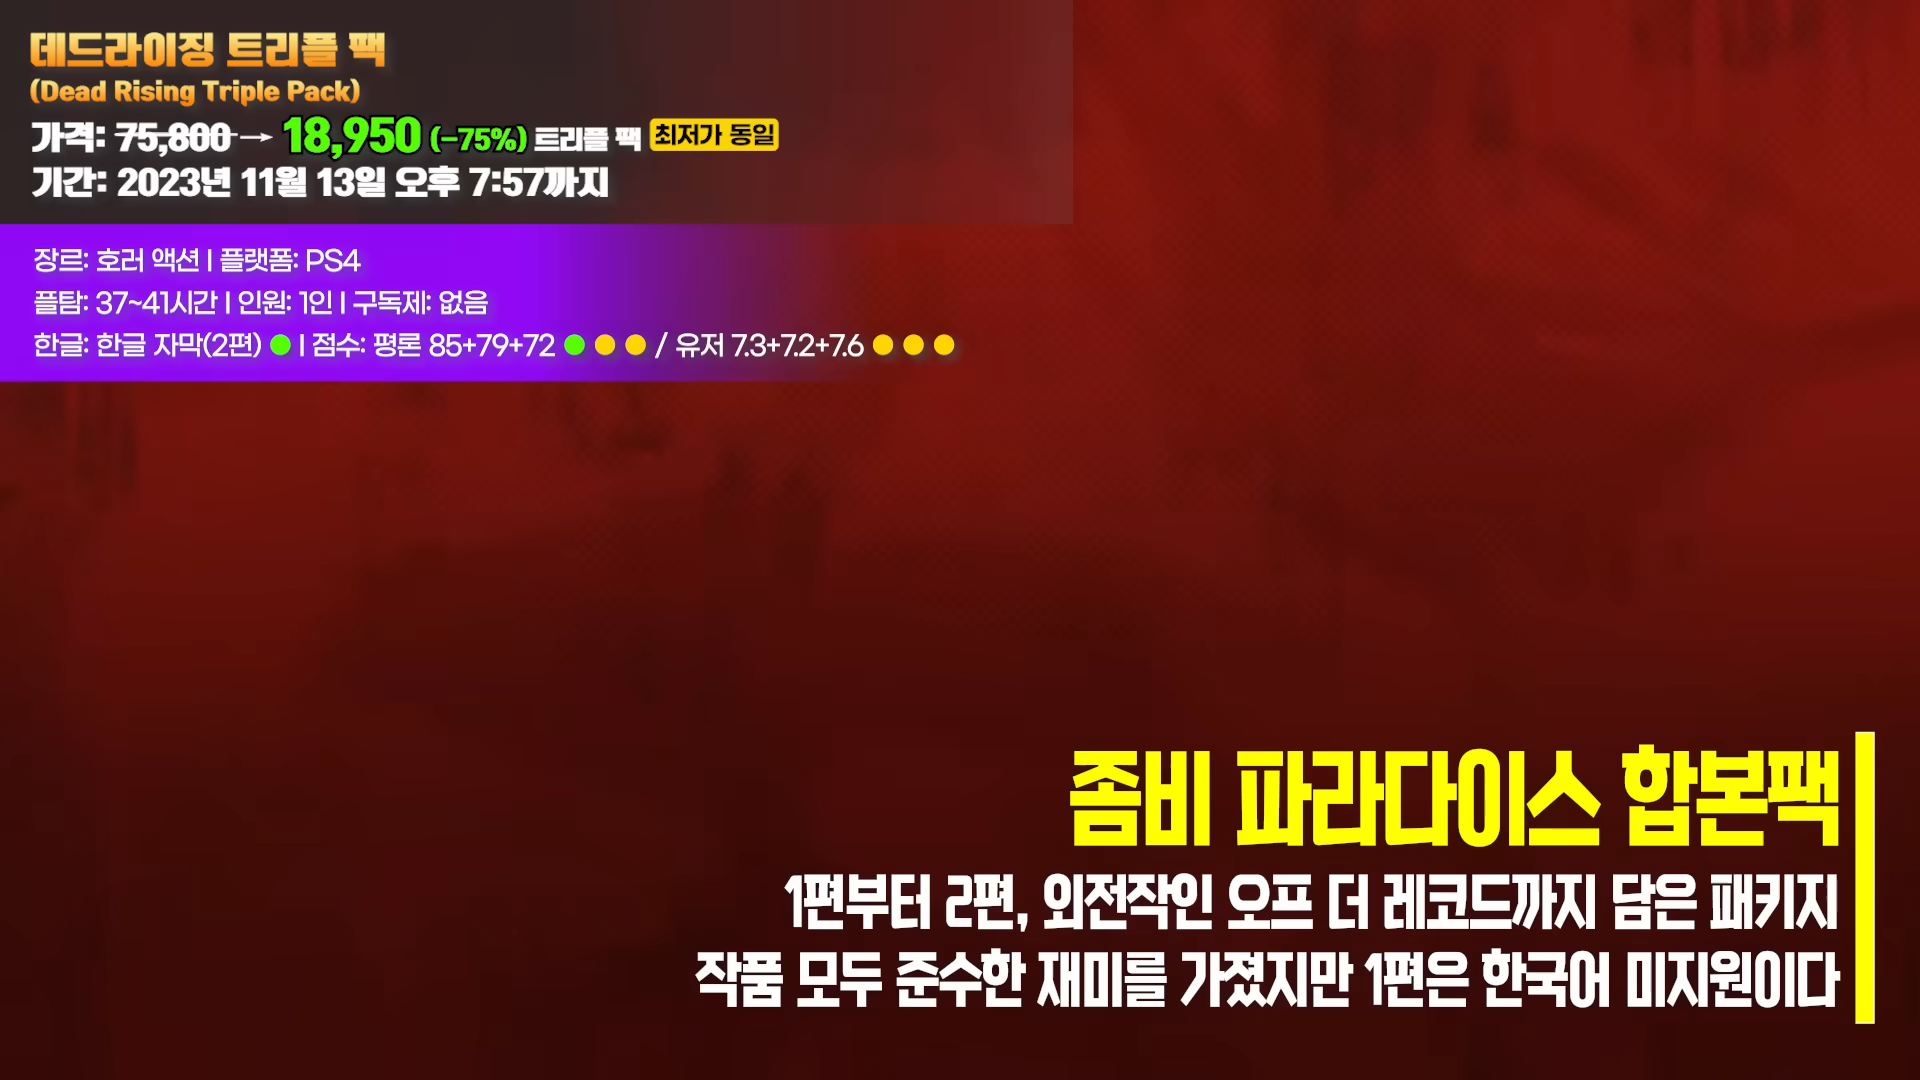 데드라이징 트리플 팩
(Dead Rising Triple Pack)
가격: 75,800 → 18,950 (-75%) 트리플 팩 최저가 동일
기간: 2023년 11월 13일 오후 7:57까지
장르: 호러 액션 | 플랫폼: PS4
플탐: 37~41시간 | 인원: 1인 | 구독제: 없음
한글: 한글 자막(2편) | 점수: 평론 85+79+72 / 유저 7.3+7.2+7.6
좀비 파라다이스 합본팩
1편부터 2편, 외전작인 오프 더 레코드까지 담은 패키지
작품 모두 준수한 재미를 가졌지만 1편은 한국어 미지원이다